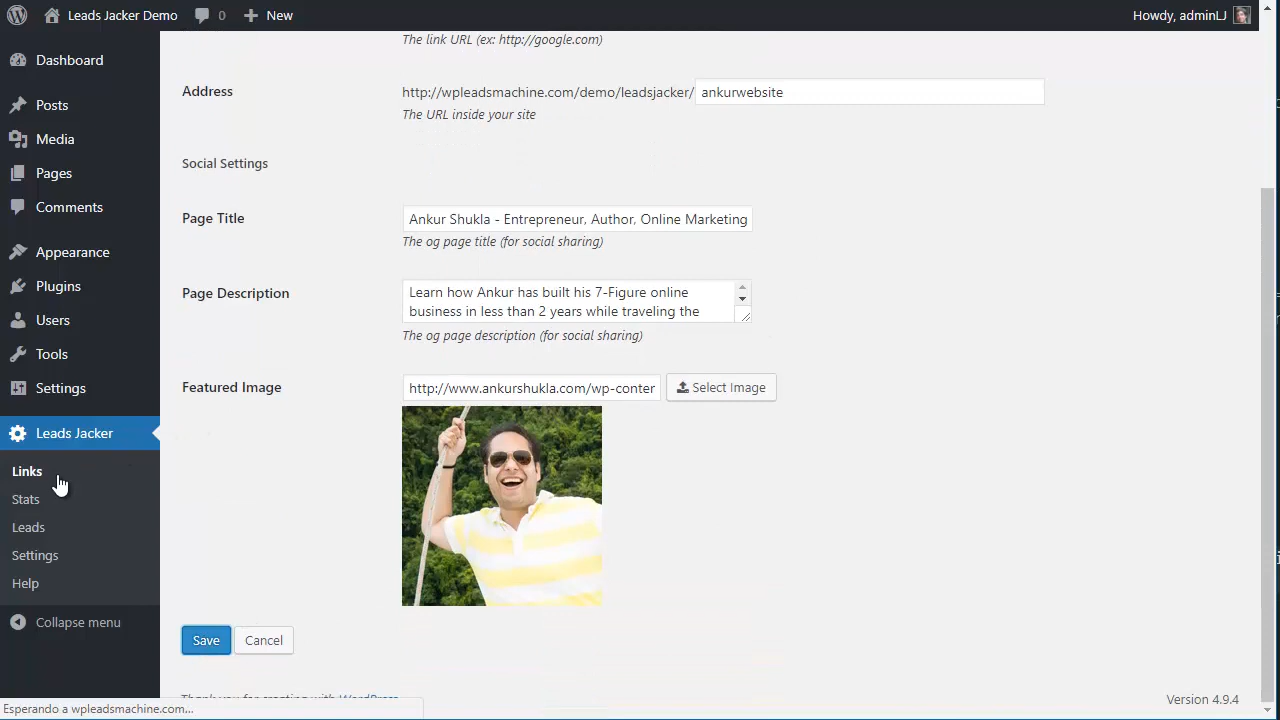 Leads Jacker Demo
0
New
Howdy, adminLJ
Dashboard
Posts
Media
Pages
Comments
Appearance
Plugins
Users
Tools
Settings
Leads Jacker
Links
Stats
Leads
Settings
Help
Collapse menu
The link URL (ex: http://google.com)
Address
http://wpleadsmachine.com/demo/leadsjacker/ ankurwebsite
The URL inside your site
Social Settings
Page Title
Ankur Shukla - Entrepreneur, Author, Online Marketing
The og page title (for social sharing)
Page Description
Learn how Ankur has built his 7-Figure online
business in less than 2 years while traveling the
The og page description (for social sharing)
Featured Image
http://www.ankurshukla.com/wp-conter
Select Image
Save
Cancel
Thank you for creating with WordPress
Version 4.9.4
Esperando a wpleadsmachine.com...